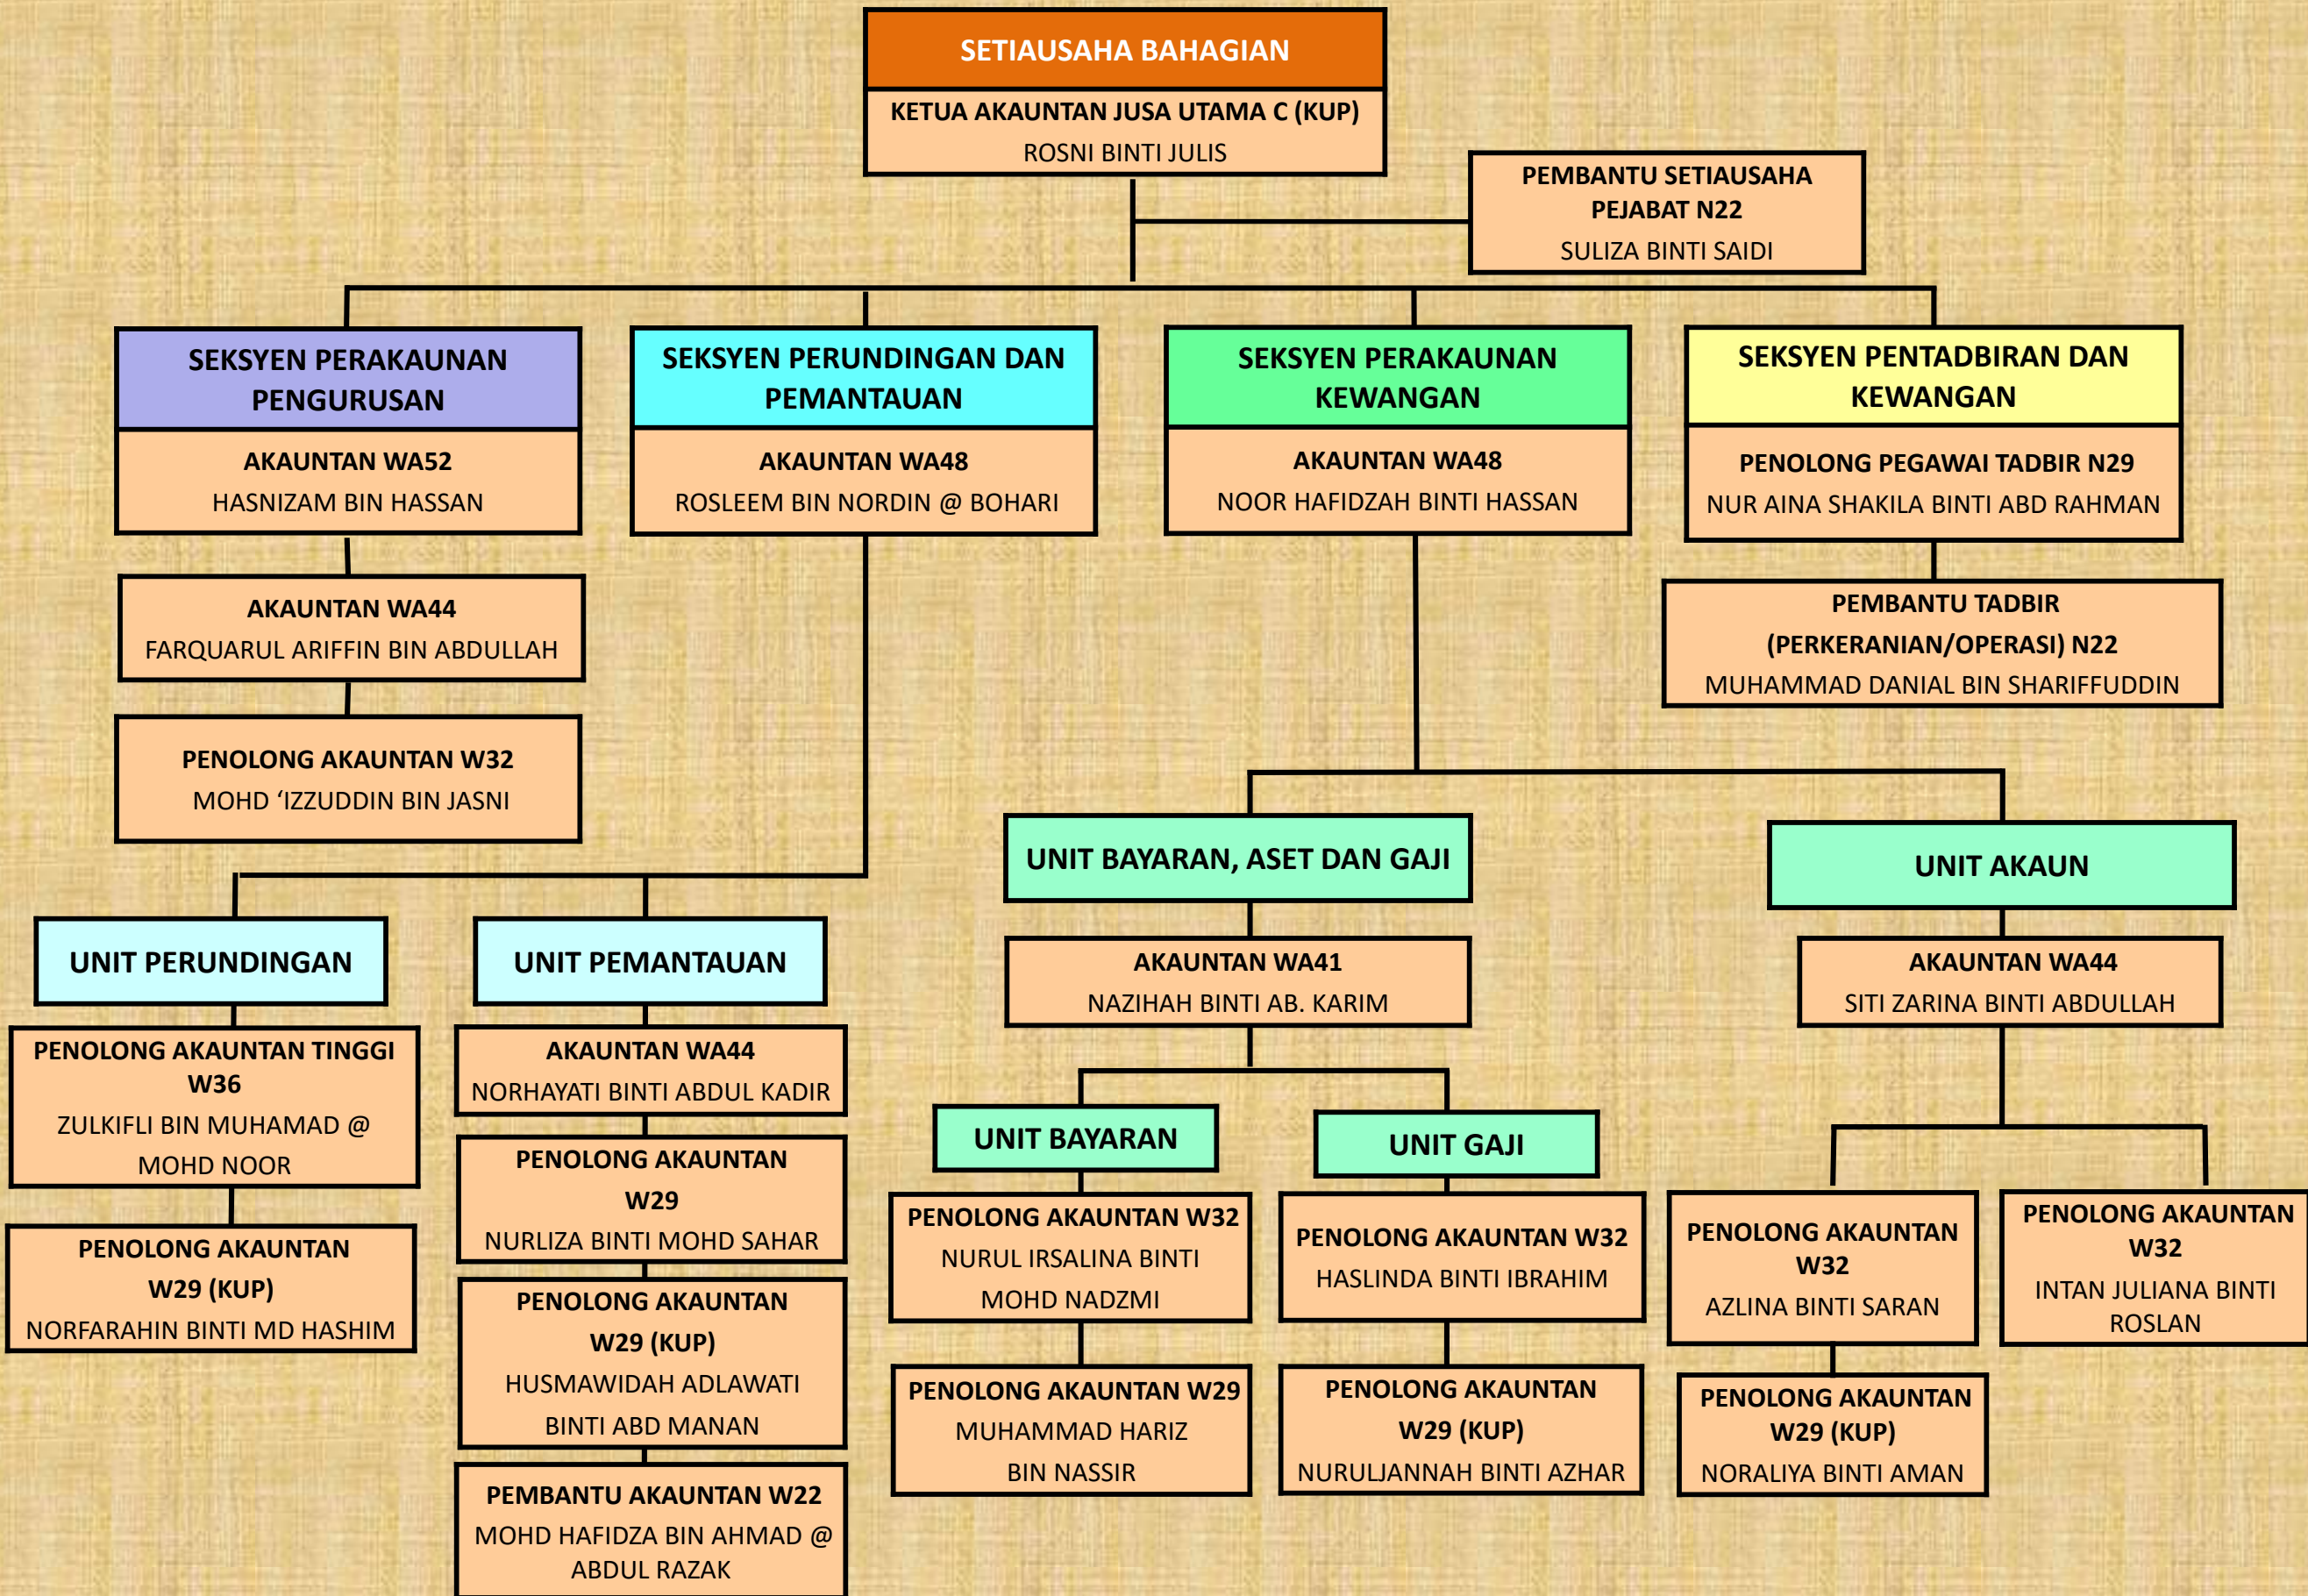 SETIAUSAHA BAHAGIAN
KETUA AKAUNTAN JUSA UTAMA C (KUP)
ROSNI BINTI JULIS
PEMBANTU SETIAUSAHA
PEJABAT N22
SULIZA BINTI SAIDI
SEKSYEN PERAKAUNAN
PENGURUSAN
AKAUNTAN WA52
HASNIZAM BIN HASSAN
AKAUNTAN WA44
FARQUARUL ARIFFIN BIN ABDULLAH
PENOLONG AKAUNTAN W32
MOHD ‘IZZUDDIN BIN JASNI
SEKSYEN PERUNDINGAN DAN
PEMANTAUAN
AKAUNTAN WA48
ROSLEEM BIN NORDIN @ BOHARI
UNIT PERUNDINGAN
PENOLONG AKAUNTAN TINGGI
W36
ZULKIFLI BIN MUHAMAD @
MOHD NOOR
PENOLONG AKAUNTAN
W29 (KUP)
NORFARAHIN BINTI MD HASHIM
UNIT PEMANTAUAN
AKAUNTAN WA44
NORHAYATI BINTI ABDUL KADIR
PENOLONG AKAUNTAN
W29
NURLIZA BINTI MOHD SAHAR
PENOLONG AKAUNTAN
W29 (KUP)
HUSMAWIDAH ADLAWATI
BINTI ABD MANAN
PEMBANTU AKAUNTAN W22
MOHD HAFIDZA BIN AHMAD @
ABDUL RAZAK
SEKSYEN PERAKAUNAN
KEWANGAN
AKAUNTAN WA48
NOOR HAFIDZAH BINTI HASSAN
UNIT BAYARAN, ASET DAN GAJI
AKAUNTAN WA41
NAZIHAH BINTI AB. KARIM
UNIT BAYARAN
PENOLONG AKAUNTAN W32
NURUL IRSALINA BINTI
MOHD NADZMI
PENOLONG AKAUNTAN W29
MUHAMMAD HARIZ
BIN NASSIR
UNIT GAJI
PENOLONG AKAUNTAN W32
HASLINDA BINTI IBRAHIM
PENOLONG AKAUNTAN
W29 (KUP)
NURULJANNAH BINTI AZHAR
UNIT AKAUN
AKAUNTAN WA44
SITI ZARINA BINTI ABDULLAH
PENOLONG AKAUNTAN
W32
AZLINA BINTI SARAN
PENOLONG AKAUNTAN
W29 (KUP)
NORALIYA BINTI AMAN
PENOLONG AKAUNTAN
W32
INTAN JULIANA BINTI
ROSLAN
SEKSYEN PENTADBIRAN DAN
KEWANGAN
PENOLONG PEGAWAI TADBIR N29
NUR AINA SHAKILA BINTI ABD RAHMAN
PEMBANTU TADBIR
(PERKERANIAN/OPERASI) N22
MUHAMMAD DANIAL BIN SHARIFFUDDIN